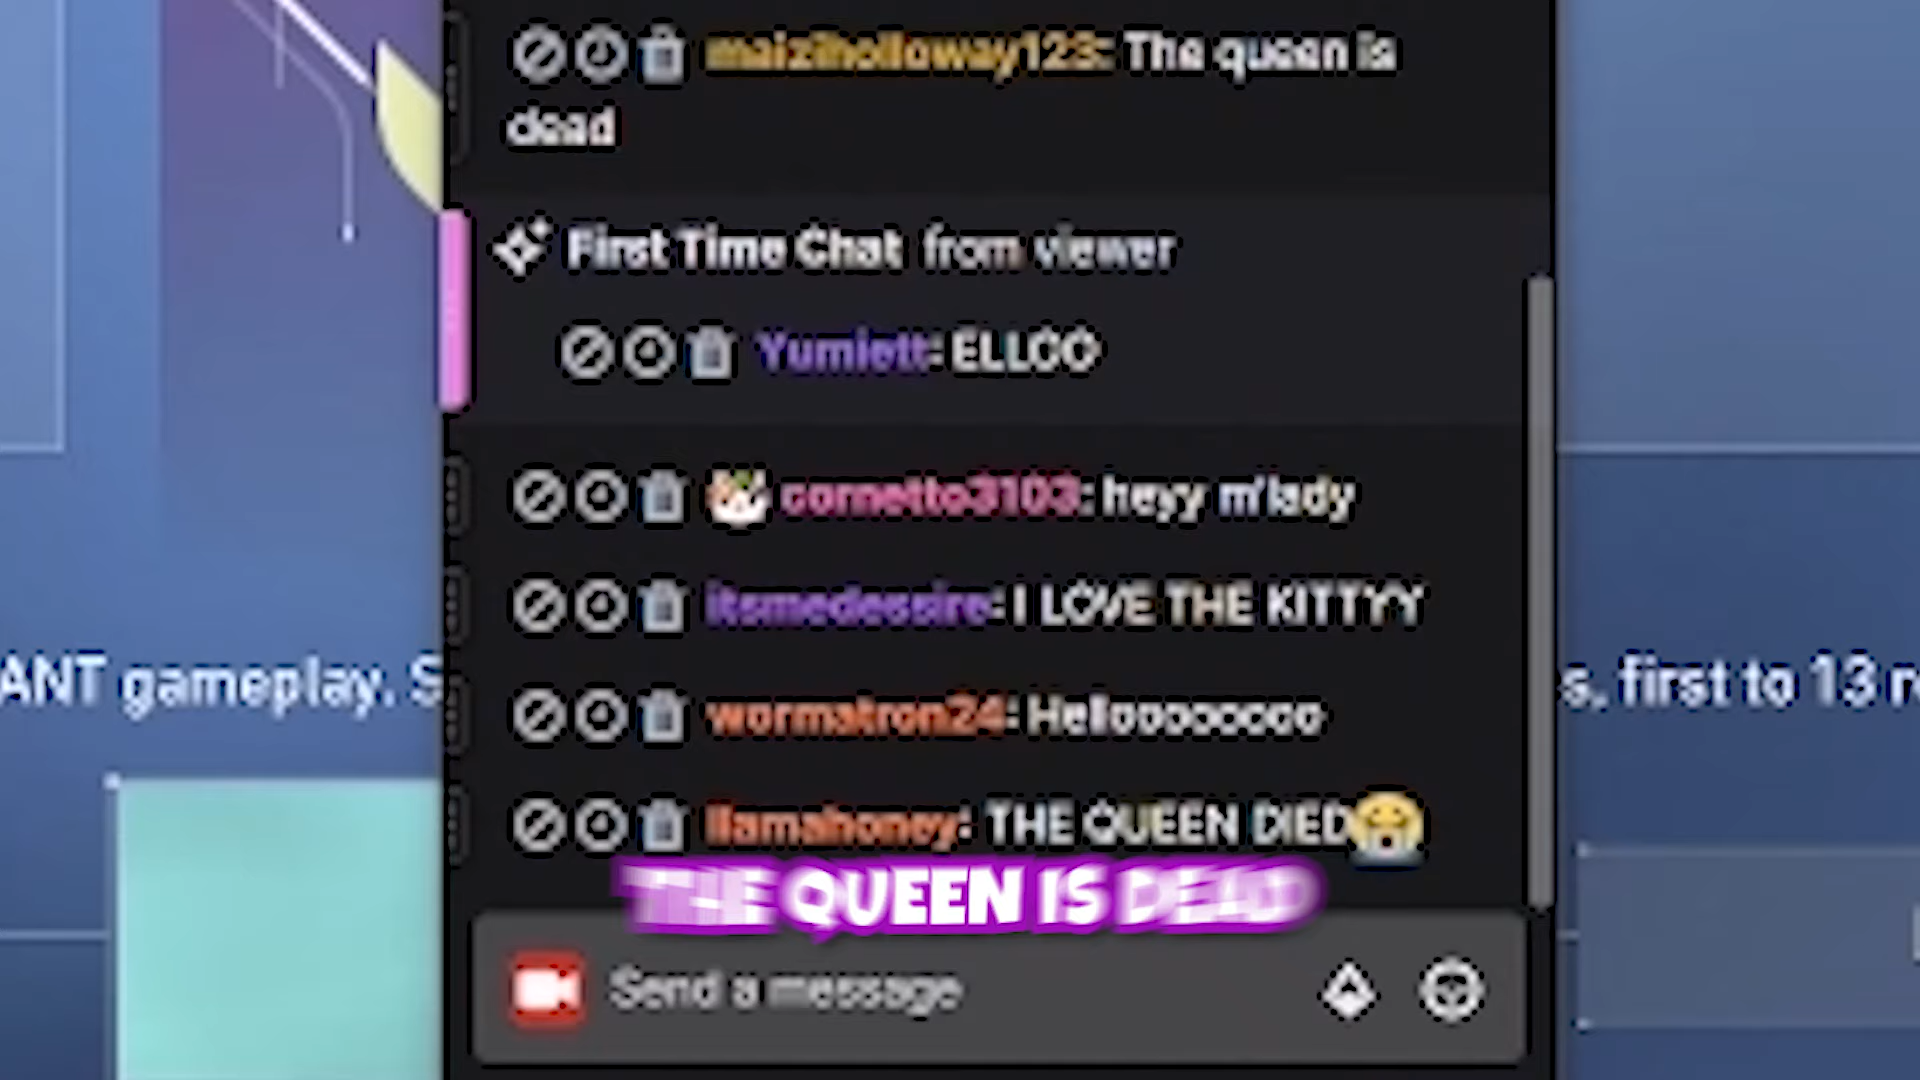 maiziholloway123: The queen is
dead
First Time Chat from viewer
Yumiett: ELLOO
cornetto3103: heyy m'lady
itsmedessire: I LOVE THE KITTYY
ANT gameplay. S
s, first to 13 r
wormatron24: Helloooooooo
llamahoney: THE QUEEN DIED😭
THE QUEEN IS DEAD
Send a message